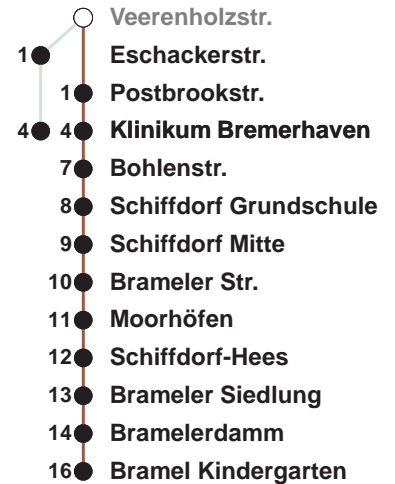 Veerenholzstr.
1 Eschackerstr.
1 Postbrookstr.
4 4 Klinikum Bremerhaven
7 Bohlenstr.
8 Schiffdorf Grundschule
9 Schiffdorf Mitte
10 Brameler Str.
11 Moorhöfen
12 Schiffdorf-Hees
13 Brameler Siedlung
14 Bramelerdamm
16 Bramel Kindergarten